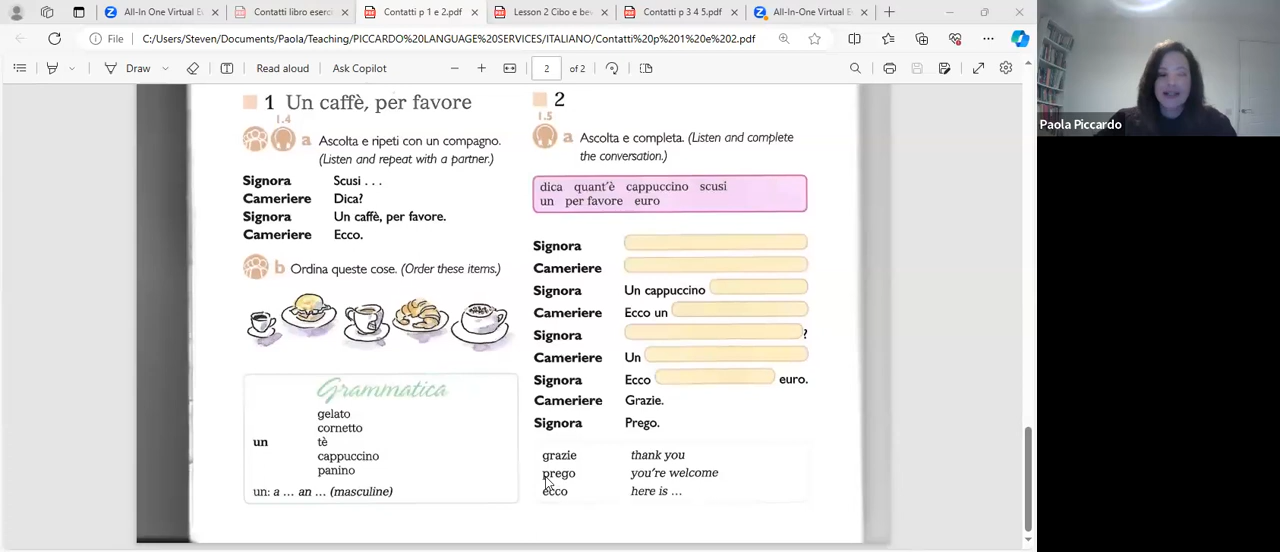 All-In One Virtual E
Contatti libro eserci
Contatti p 1 e 2.pdf
Lesson 2 Cibo e be
Contatti p 3 4 5.pdf
All-In-One Virtual E
File C:/Users/Steven/Documents/Paola/Teaching/PICCARDO%20LANGUAGE%20SERVICES/ITALIANO/Contatti%20p%201%20e%202.pdf
Draw Read aloud Ask Copilot 2 of 2
Paola Piccardo
1 Un caffè, per favore
1.4
a Ascolta e ripeti con un compagno.
(Listen and repeat with a partner.)
Signora Scusi . . .
Cameriere Dica?
Signora Un caffè, per favore.
Cameriere Ecco.
b Ordina queste cose. (Order these items.)
Grammatica
gelato
cornetto
un tè
cappuccino
panino
un: a ... an ... (masculine)
2
1.5
a Ascolta e completa. (Listen and complete
the conversation.)
dica quant'è cappuccino scusi
un per favore euro
Signora
Cameriere
Signora Un cappuccino
Cameriere Ecco un
Signora ?
Cameriere Un
Signora Ecco euro.
Cameriere Grazie.
Signora Prego.
grazie thank you
prego you're welcome
ecco here is ...